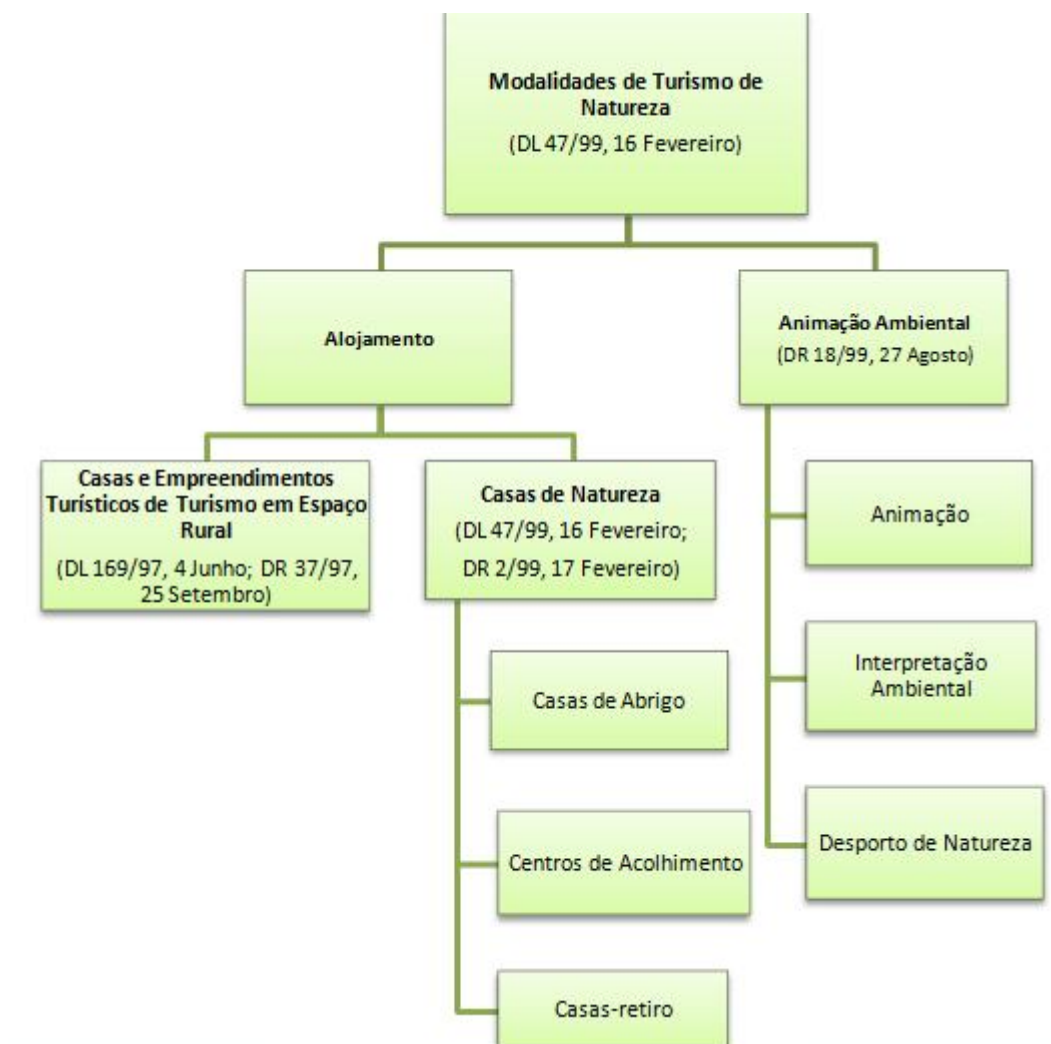 Modalidades de Turismo de
Natureza
(DL 47/99, 16 Fevereiro)
Alojamento
Animação Ambiental
(DR 18/99, 27 Agosto)
Casas e Empreendimentos
Turísticos de Turismo em Espaço
Rural
(DL 169/97, 4 Junho; DR 37/97,
25 Setembro)
Casas de Natureza
(DL 47/99, 16 Fevereiro;
DR 2/99, 17 Fevereiro)
Casas de Abrigo
Centros de Acolhimento
Casas-retiro
Animação
Interpretação
Ambiental
Desporto de Natureza